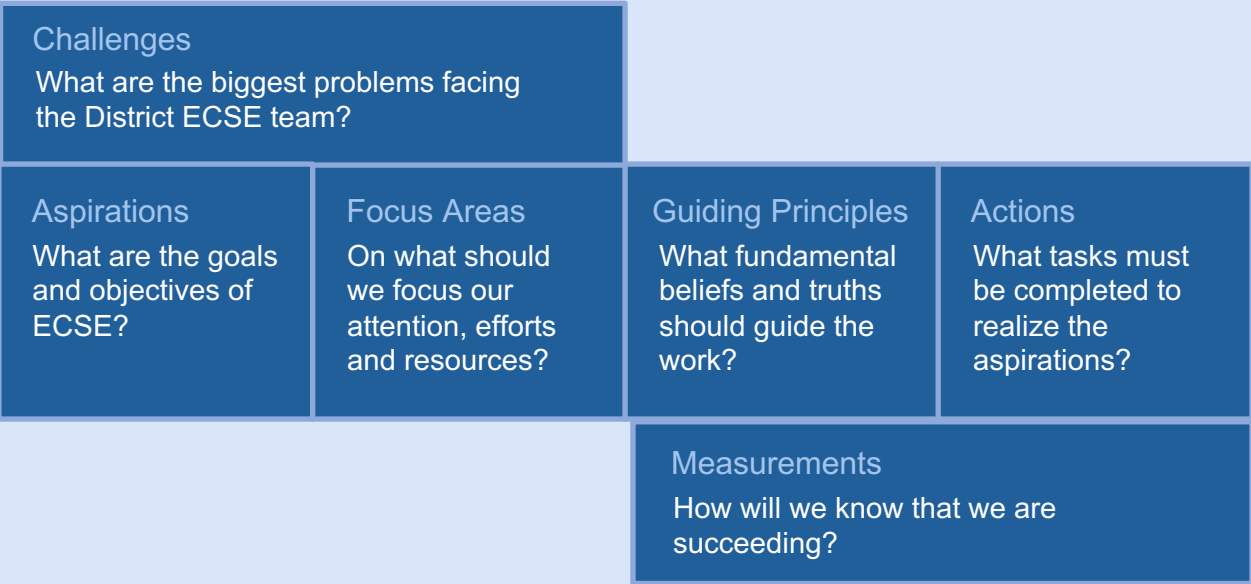 Challenges
What are the biggest problems facing
the District ECSE team?
Aspirations
What are the goals
and objectives of
ECSE?
Focus Areas
On what should
we focus our
attention, efforts
and resources?
Guiding Principles
What fundamental
beliefs and truths
should guide the
work?
Actions
What tasks must
be completed to
realize the
aspirations?
Measurements
How will we know that we are
succeeding?